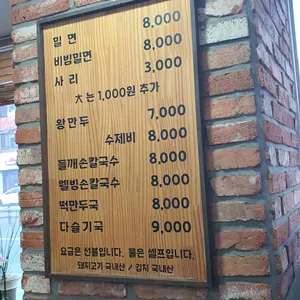 밀 면 8,000
비빔밀면 8,000
사 리 3,000
大 는 1,000원 추가
왕만두 7,000
수제비 8,000
들깨손칼국수 8,000
웰빙손칼국수 8,000
떡만두국 8,000
다슬기국 9,000
요금은 선불입니다. 물은 셀프입니다.
돼지고기 국내산 / 김치 국내산